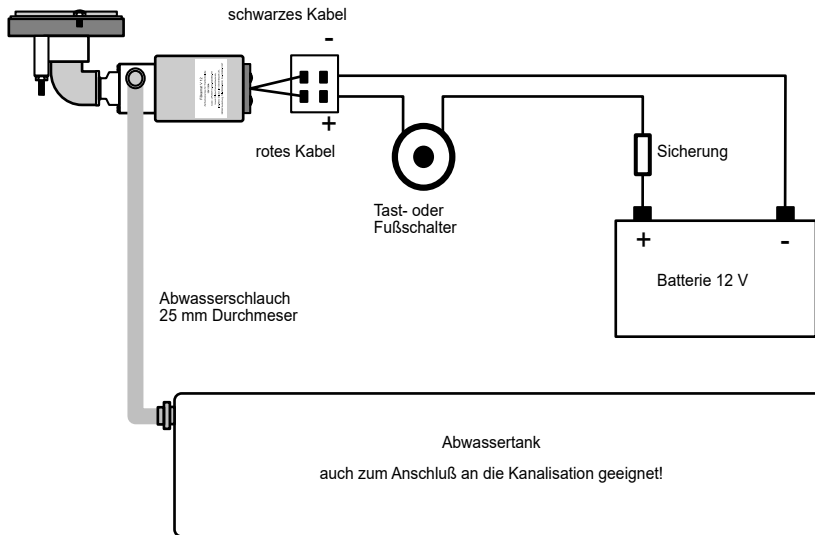 schwarzes Kabel
-
+
rotes Kabel
Tast- oder
Fußschalter
Sicherung
+ -
Batterie 12 V
Abwasserschlauch
25 mm Durchmeser
Abwassertank
auch zum Anschluß an die Kanalisation geeignet!